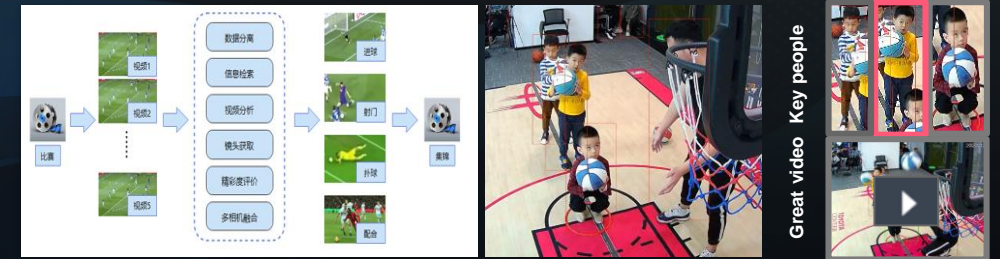 比赛
视频1
视频2
视频5
数据分离
信息检索
视频分析
镜头获取
精彩度评价
多相机融合
进球
射门
扑球
配合
集锦
Key people
Great video